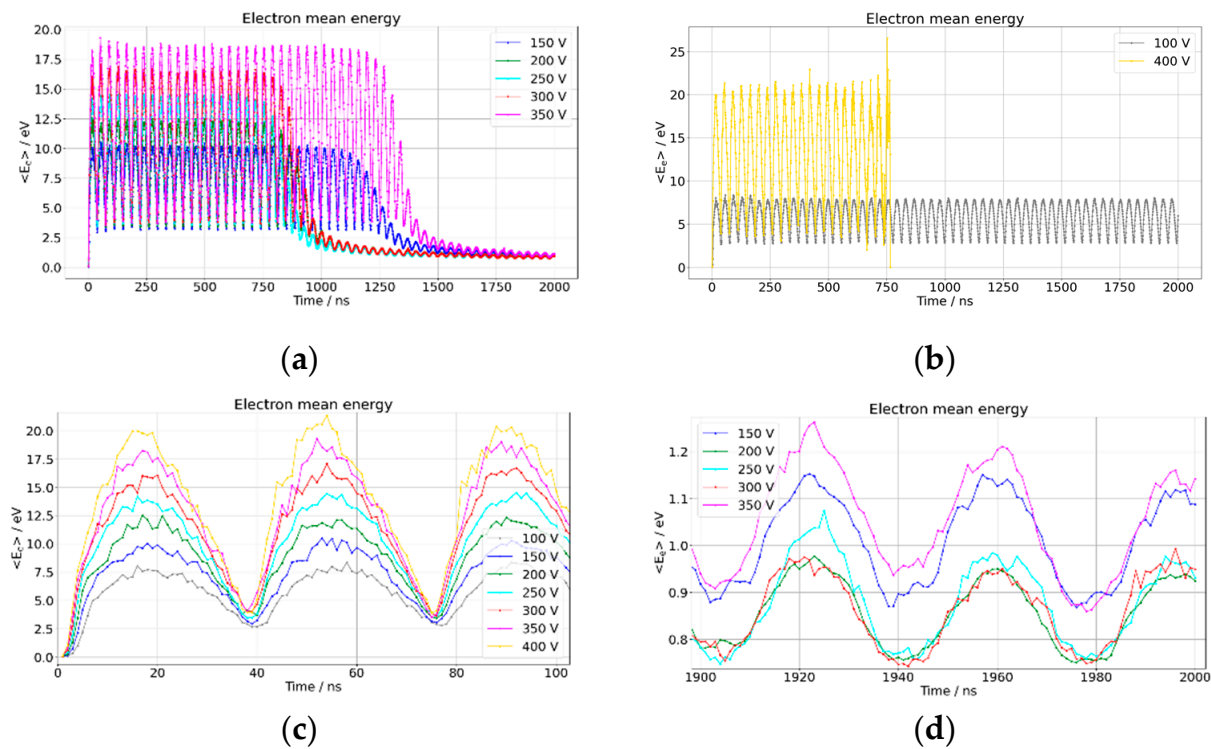 Electron mean energy
20.0
17.5
15.0
12.5
10.0
7.5
5.0
2.5
0.0
<Ee> / eV
150 V
200 V
250 V
300 V
350 V
0 250 500 750 1000 1250 1500 1750 2000
Time / ns
(a)
Electron mean energy
25
20
15
10
5
0
<Ee> / eV
100 V
400 V
0 250 500 750 1000 1250 1500 1750 2000
Time / ns
(b)
Electron mean energy
20.0
17.5
15.0
12.5
10.0
7.5
5.0
2.5
0.0
<Ee> / eV
100 V
150 V
200 V
250 V
300 V
350 V
400 V
0 20 40 60 80 100
Time / ns
(c)
Electron mean energy
1.2
1.1
1.0
0.9
0.8
<Ee> / eV
150 V
200 V
250 V
300 V
350 V
1900 1920 1940 1960 1980 2000
Time / ns
(d)